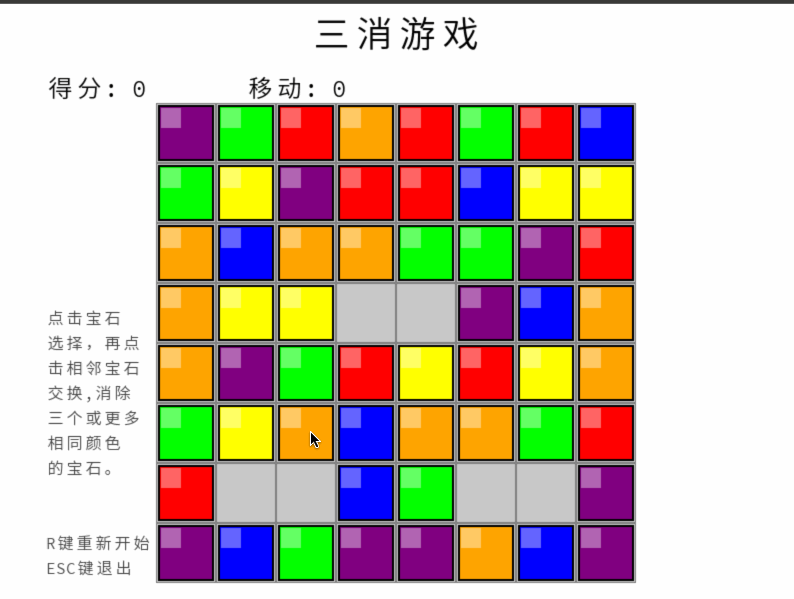 三消游戏
得分: 0
移动: 0
点击宝石
选择，再点
击相邻宝石
交换,消除
三个或更多
相同颜色
的宝石。
R键重新开始
ESC键退出